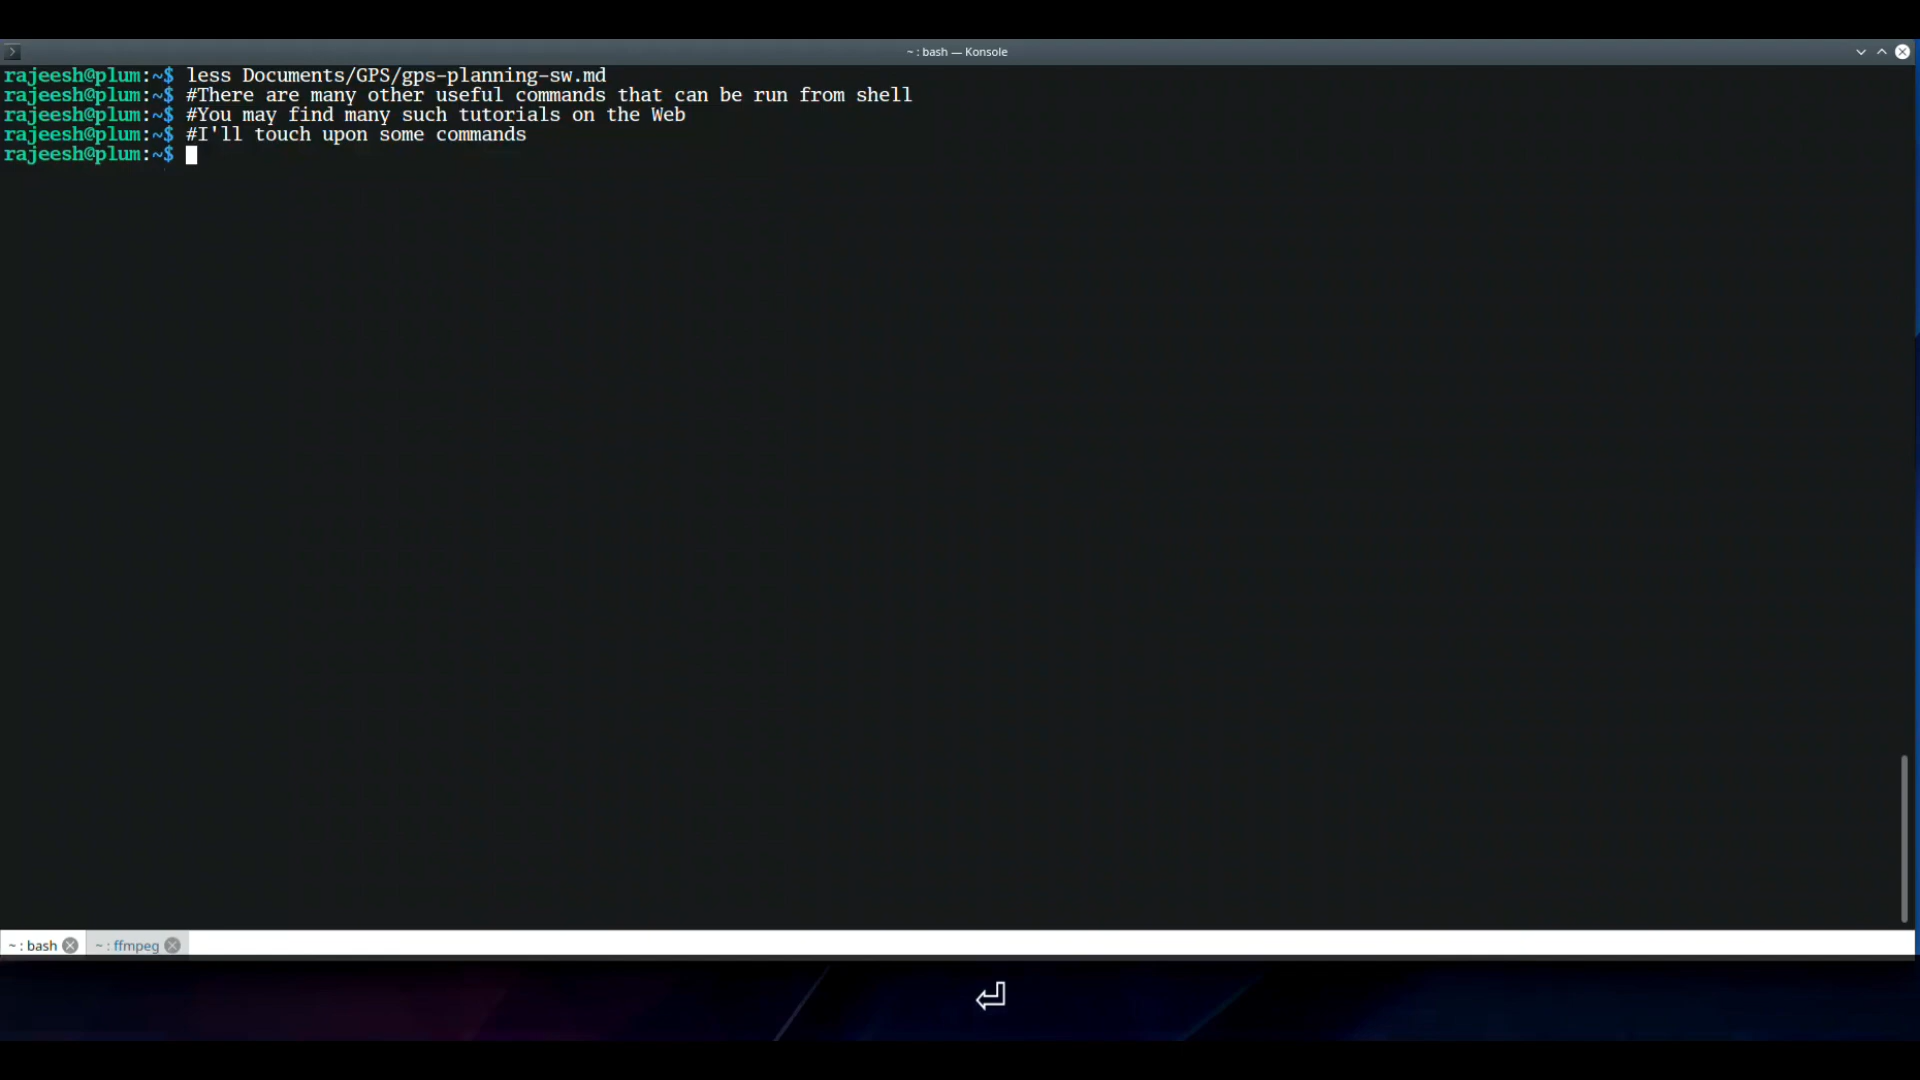 ~ : bash — Konsole
rajeesh@plum:~$ less Documents/GPS/gps-planning-sw.md
rajeesh@plum:~$ #There are many other useful commands that can be run from shell
rajeesh@plum:~$ #You may find many such tutorials on the Web
rajeesh@plum:~$ #I'll touch upon some commands
rajeesh@plum:~$
~ : bash
~ : ffmpeg